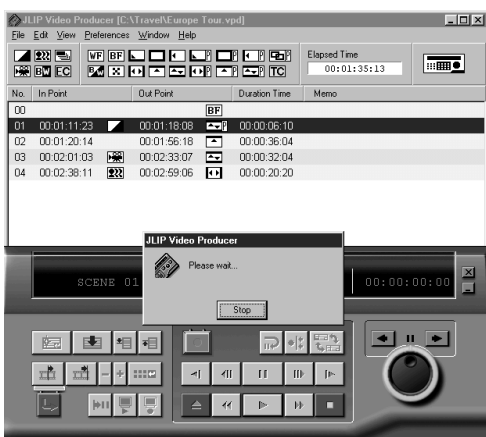 JLIP Video Producer [C:\Travel\Europe Tour.vpd]
File Edit View Preferences Window Help
WF BF P P P Elapsed Time
00:01:35:13
BW EC B/W P P TC
No. In Point Out Point Duration Time Memo
00 BF
01 00:01:11:23 00:01:18:08 P 00:00:06:10
02 00:01:20:14 00:01:56:18 00:00:36:04
03 00:02:01:03 00:02:33:07 00:00:32:04
04 00:02:38:11 00:02:59:06 00:00:20:20
JLIP Video Producer
Please wait...
Stop
SCENE 01
00:00:00:00